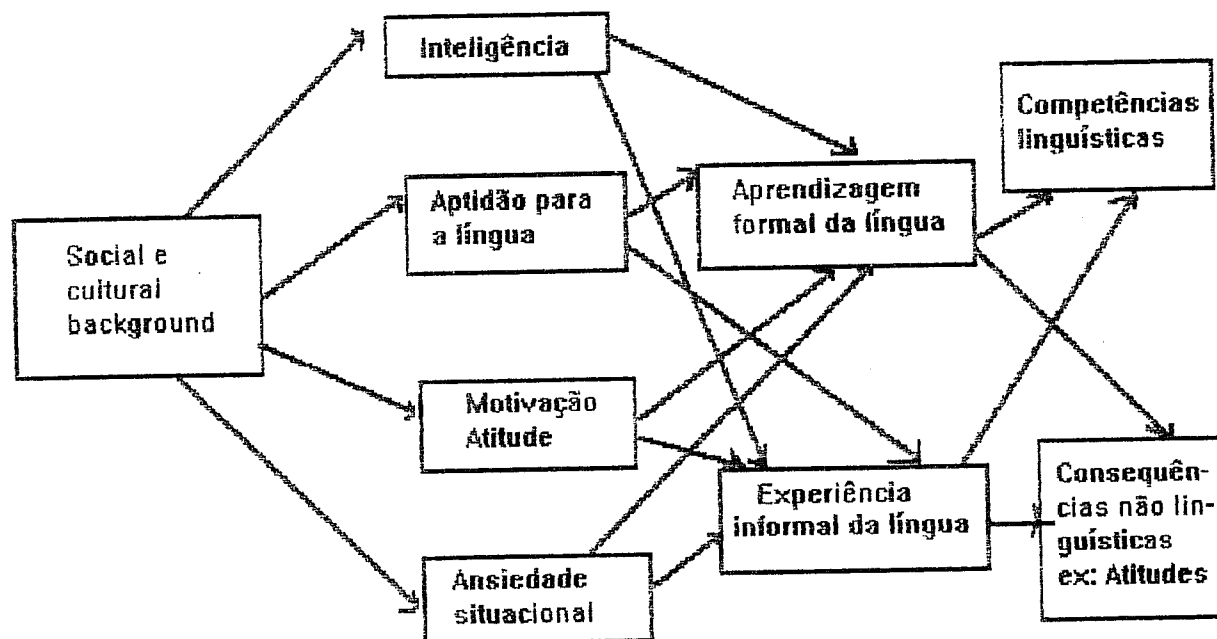 Social e
cultural
background
Inteligência
Aptidão para
a língua
Motivação
Atitude
Ansiedade
situacional
Aprendizagem
formal da língua
Experiência
informal da língua
Competências
linguísticas
Consequên-
cias não lin-
guísticas
ex: Atitudes